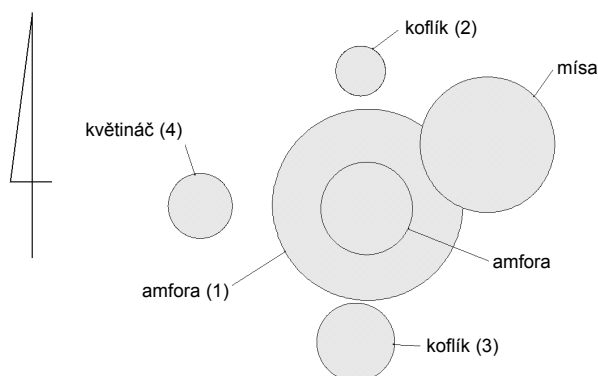 koflík (2)
mísa
květináč (4)
amfora
amfora (1)
koflík (3)